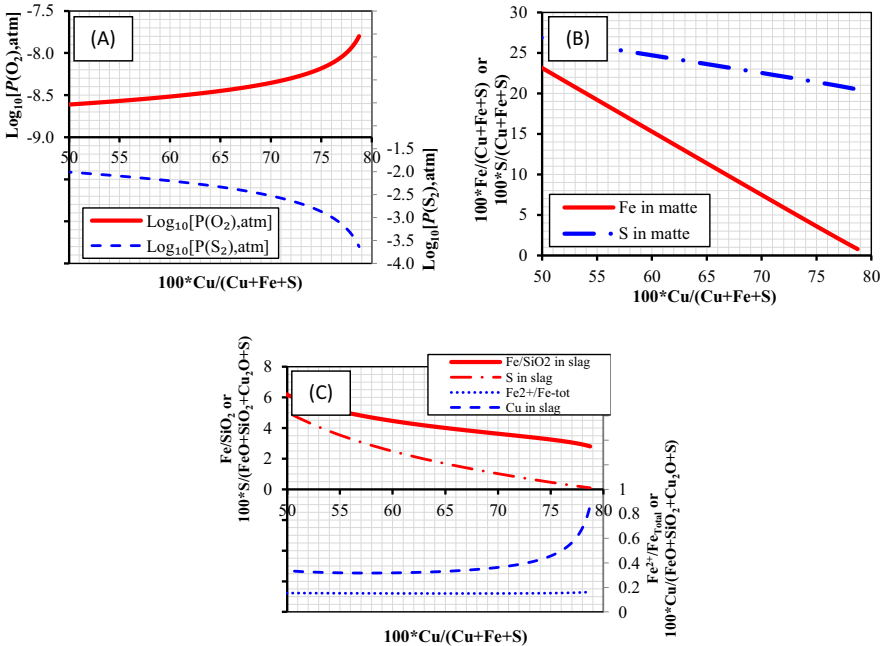 (A)
Log10[P(O2),atm]
-7.5
-8.0
-8.5
-9.0
50 55 60 65 70 75 80
-1.5
-2.0
-2.5
-3.0
-3.5
-4.0
Log10[P(S2),atm]
Log10[P(O2),atm]
Log10[P(S2),atm]
100*Cu/(Cu+Fe+S)
(B)
100*Fe/(Cu+Fe+S) or
100*S/(Cu+Fe+S)
30
25
20
15
10
5
0
Fe in matte
S in matte
50 60 70 80
100*Cu/(Cu+Fe+S)
(C)
Fe/SiO2 or
100*S/(FeO+SiO2+Cu2O+S)
8
6
4
2
0
Fe/SiO2 in slag
S in slag
Fe2+/Fe-tot
Cu in slag
50 55 60 65 70 75 80
1
0.8
0.6
0.4
0.2
0
Fe²⁺/FeTotal or
100*Cu/(FeO+SiO2+Cu2O+S)
100*Cu/(Cu+Fe+S)